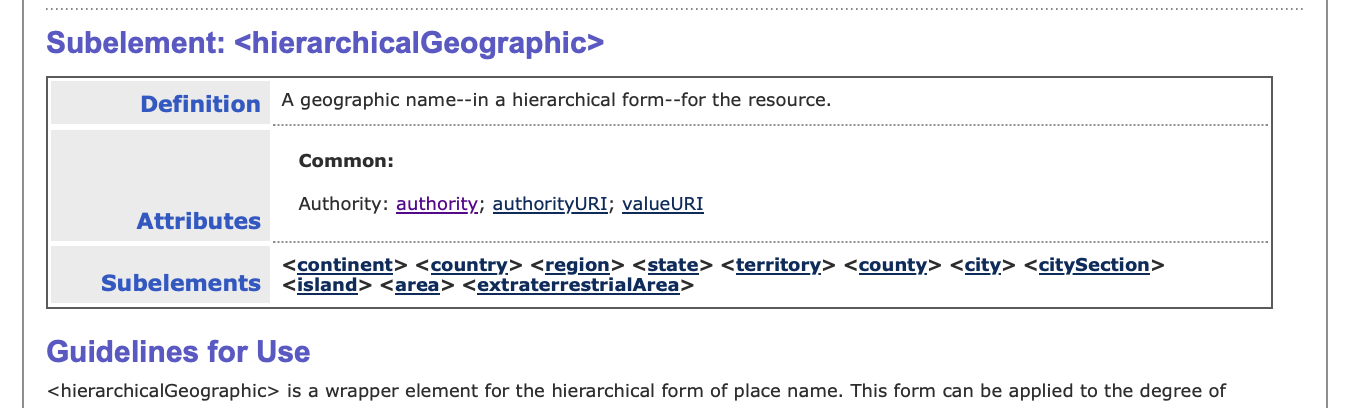 Subelement: <hierarchicalGeographic>
Definition
A geographic name--in a hierarchical form--for the resource.
Attributes
Common:
Authority: authority; authorityURI; valueURI
Subelements
<continent> <country> <region> <state> <territory> <county> <city> <citySection>
<island> <area> <extraterrestrialArea>
Guidelines for Use
<hierarchicalGeographic> is a wrapper element for the hierarchical form of place name. This form can be applied to the degree of